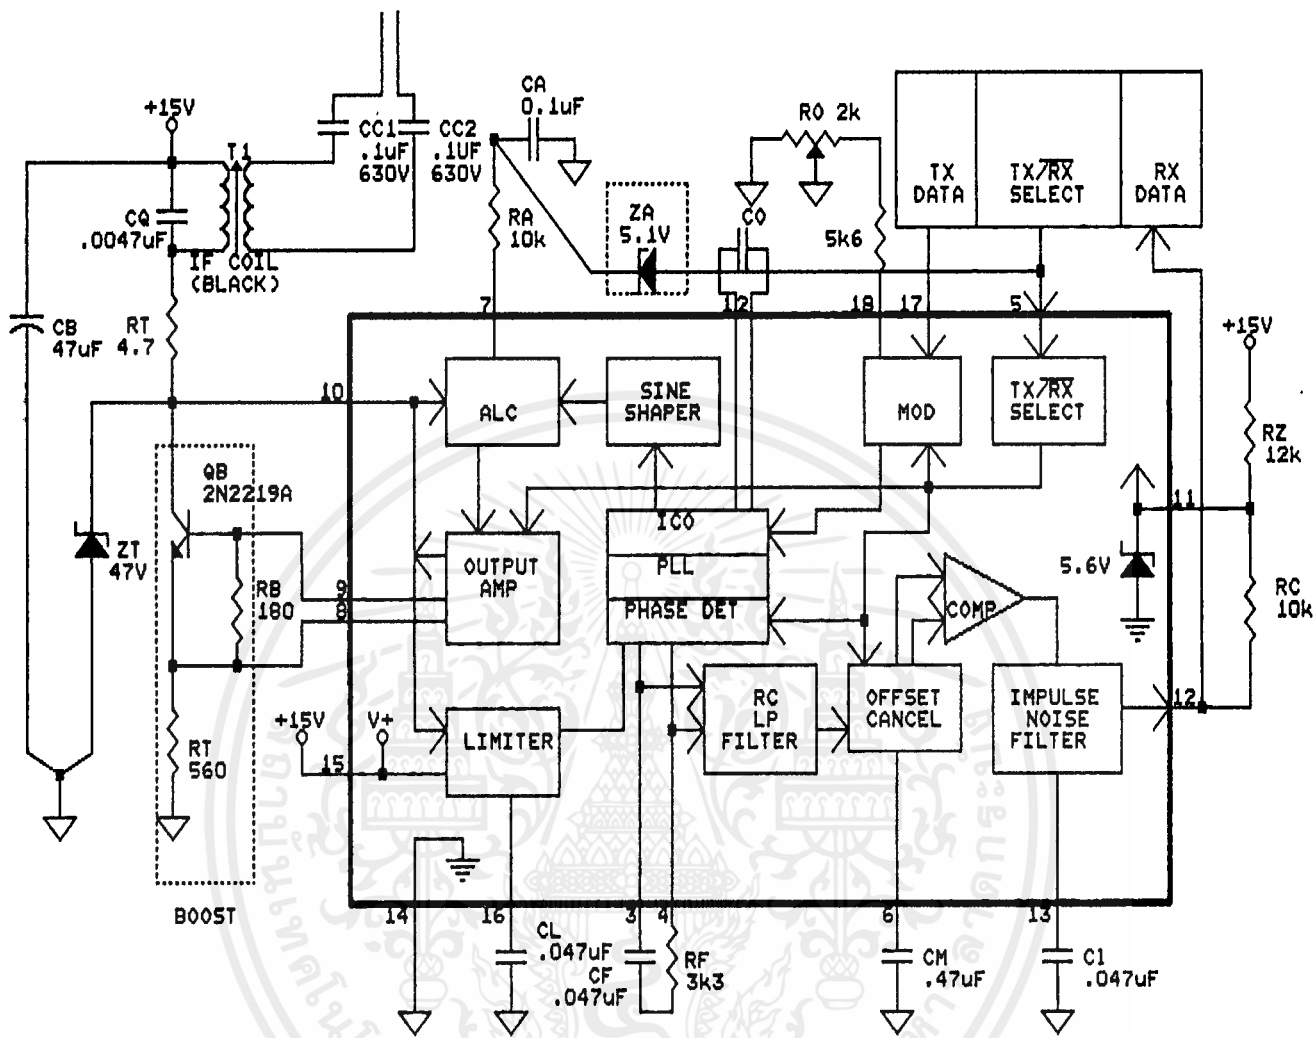 +15V
T1
CC1
.1uF
630V
CC2
.1UF
630V
CQ
.0047uF
IF COIL
(BLACK)
CA
0.1uF
RA
10k
ZA
5.1V
CO
RO 2k
5k6
TX
DATA
TX/RX
SELECT
RX
DATA
CB
47uF
RT
4.7
7
1
2
18
17
5
+15V
10
ALC
SINE
SHAPER
MOD
TX/RX
SELECT
RZ
12k
QB
2N2219A
ZT
47V
RB
180
9
8
OUTPUT
AMP
ICO
PLL
PHASE DET
COMP
5.6V
11
RC
10k
RT
560
+15V
V+
15
LIMITER
RC
LP
FILTER
OFFSET
CANCEL
IMPULSE
NOISE
FILTER
12
BOOST
14
16
3
4
6
13
CL
.047uF
CF
.047uF
RF
3k3
CM
.47uF
C1
.047uF